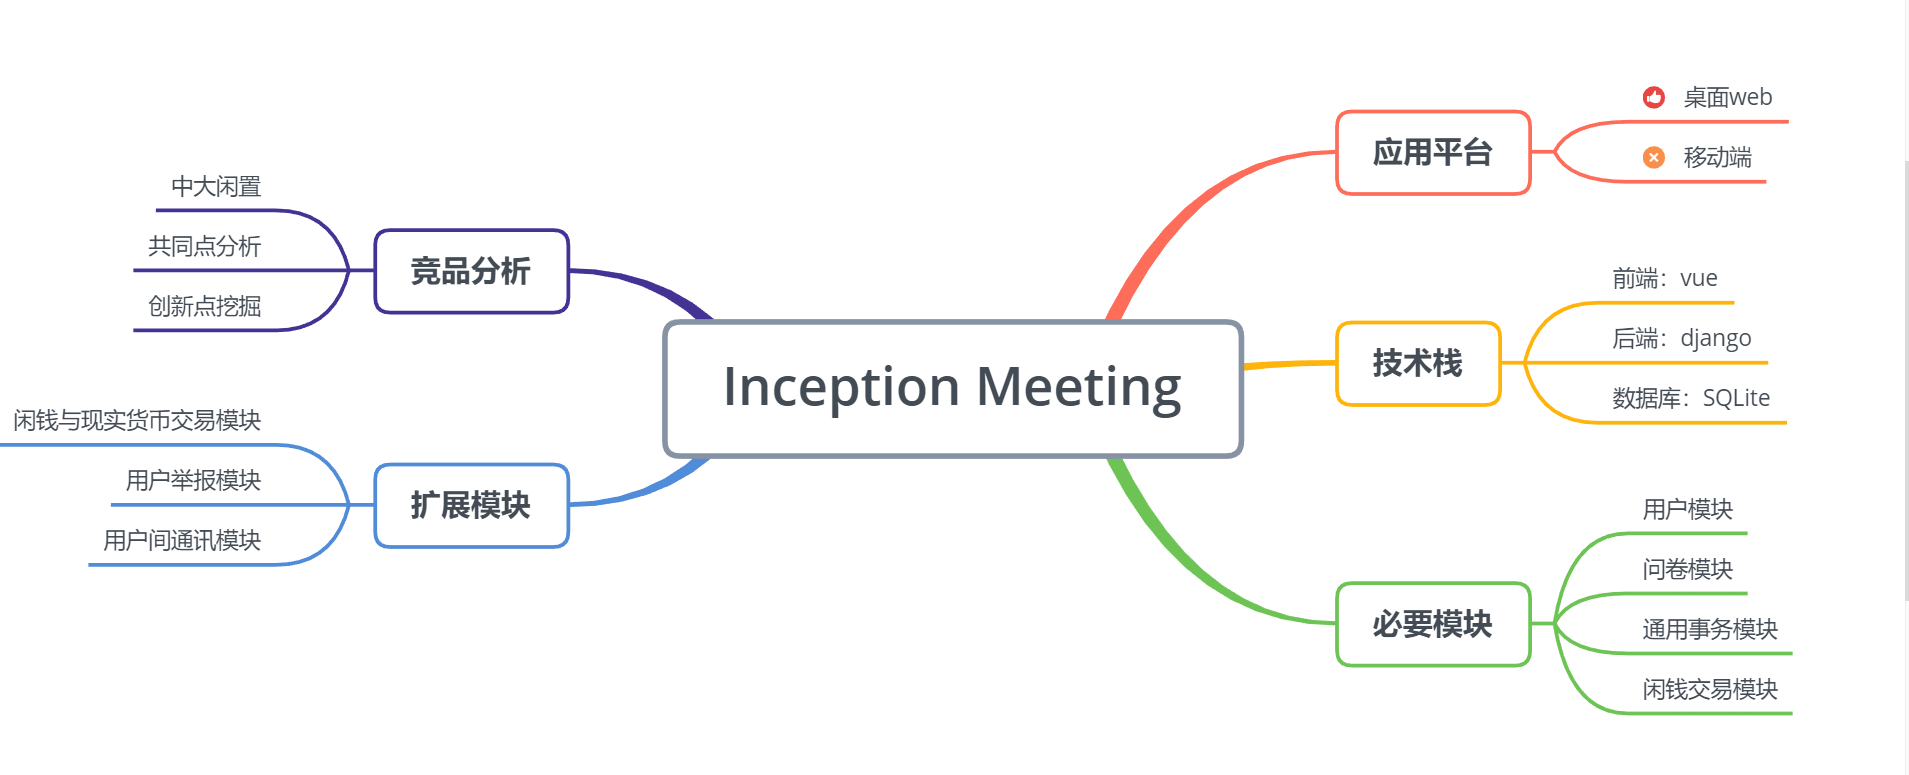 Inception Meeting
应用平台
桌面web
移动端
技术栈
前端：vue
后端：django
数据库：SQLite
必要模块
用户模块
问卷模块
通用事务模块
闲钱交易模块
竞品分析
中大闲置
共同点分析
创新点挖掘
扩展模块
闲钱与现实货币交易模块
用户举报模块
用户间通讯模块